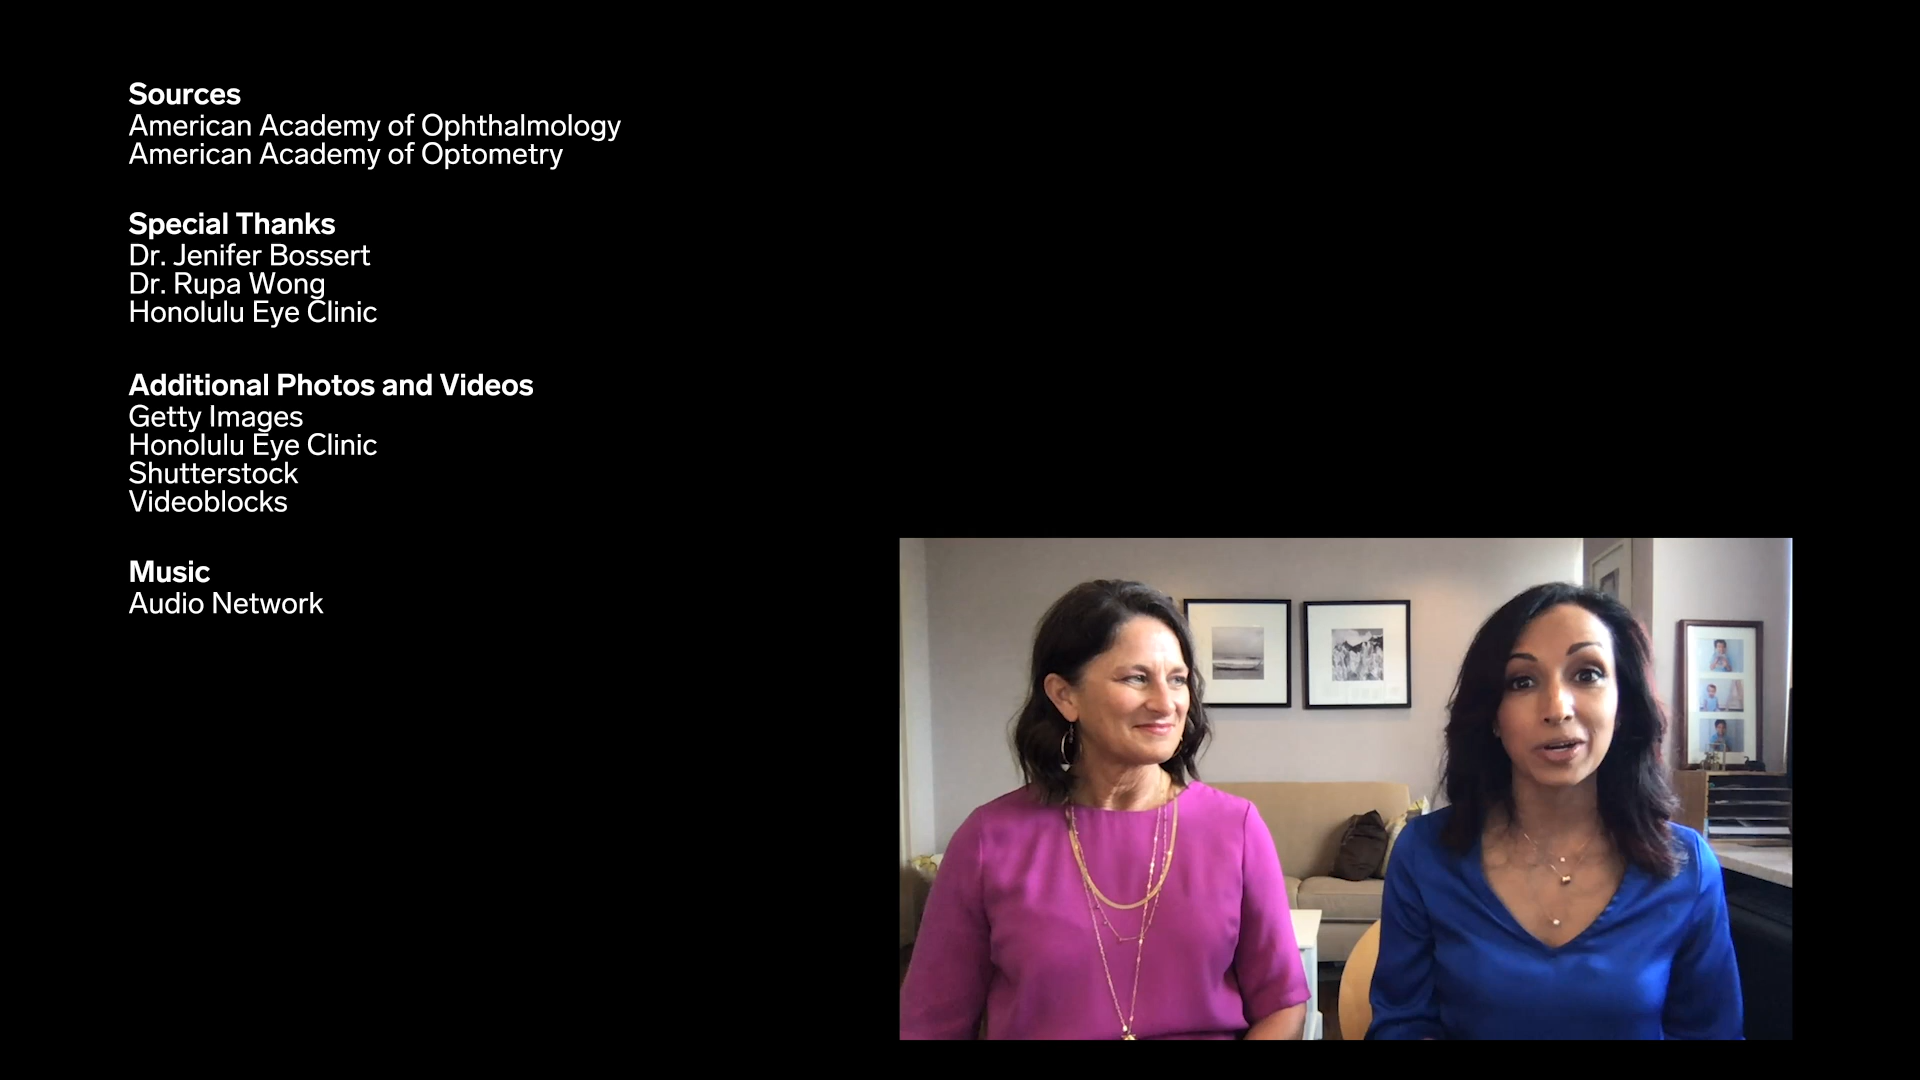 Sources
American Academy of Ophthalmology
American Academy of Optometry
Special Thanks
Dr. Jenifer Bossert
Dr. Rupa Wong
Honolulu Eye Clinic
Additional Photos and Videos
Getty Images
Honolulu Eye Clinic
Shutterstock
Videoblocks
Music
Audio Network